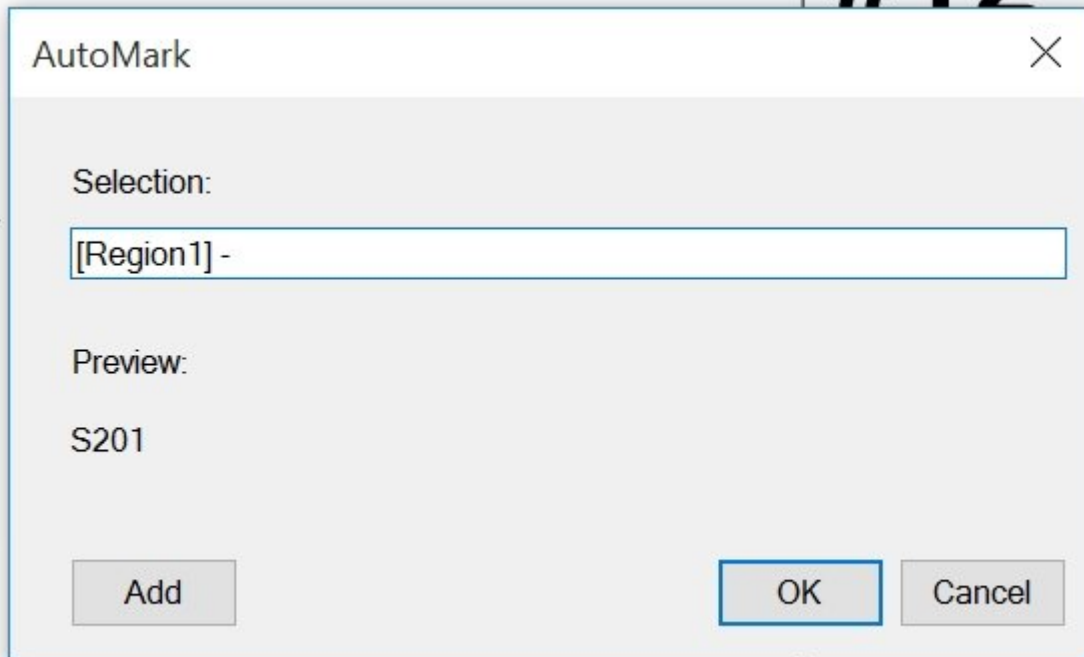 AutoMark
Selection:
[Region1] -
Preview:
S201
Add
OK
Cancel